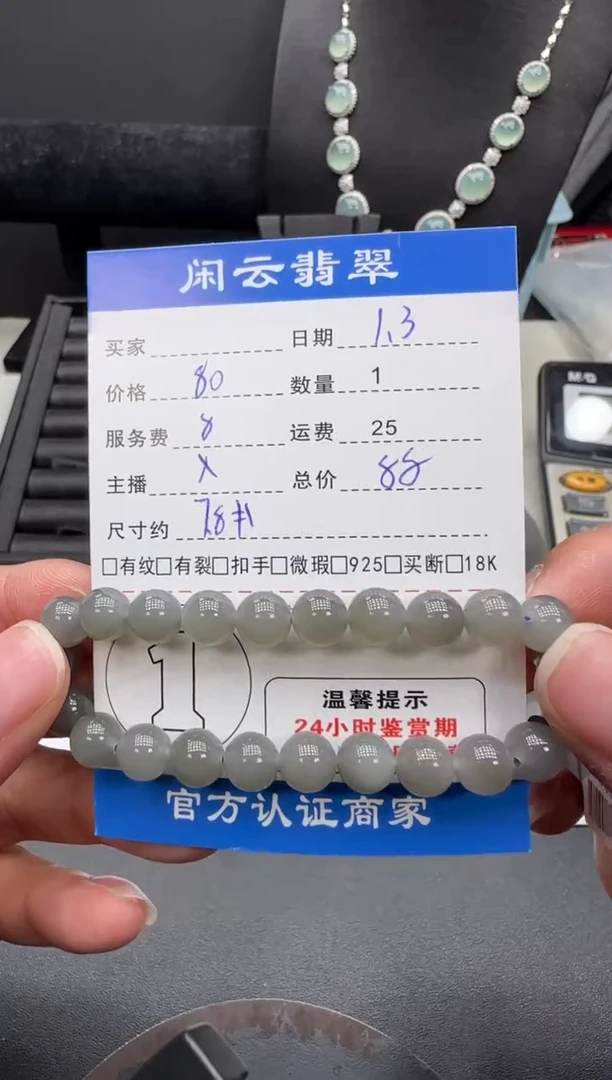 闲云翡翠
买家 日期 1.3
价格 80 数量 1
服务费 8 运费 25
主播 X 总价 88
尺寸约 7.8
□有纹□有裂□扣手□微瑕□925□买断□18K
1
温馨提示
24小时鉴赏期
官方认证商家
M&G